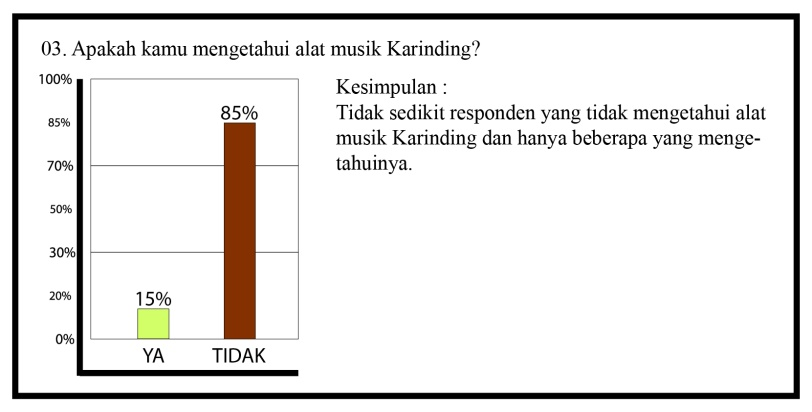 03. Apakah kamu mengetahui alat musik Karinding?
100%
85%
70%
50%
30%
20%
0%
15%
85%
YA
TIDAK
Kesimpulan :
Tidak sedikit responden yang tidak mengetahui alat
musik Karinding dan hanya beberapa yang menge-
tahuinya.